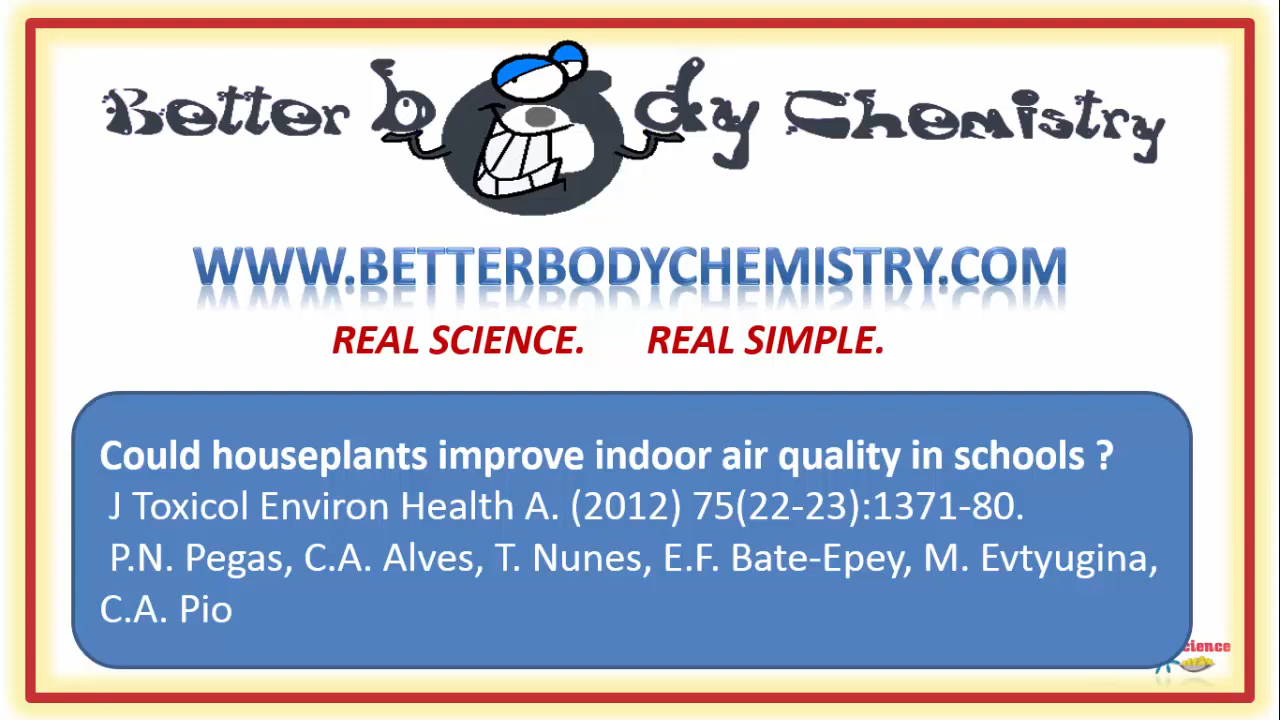 Better body Chemistry
WWW.BETTERBODYCHEMISTRY.COM
REAL SCIENCE. REAL SIMPLE.
Could houseplants improve indoor air quality in schools ?
J Toxicol Environ Health A. (2012) 75(22-23):1371-80.
P.N. Pegas, C.A. Alves, T. Nunes, E.F. Bate-Epey, M. Evtyugina,
C.A. Pio